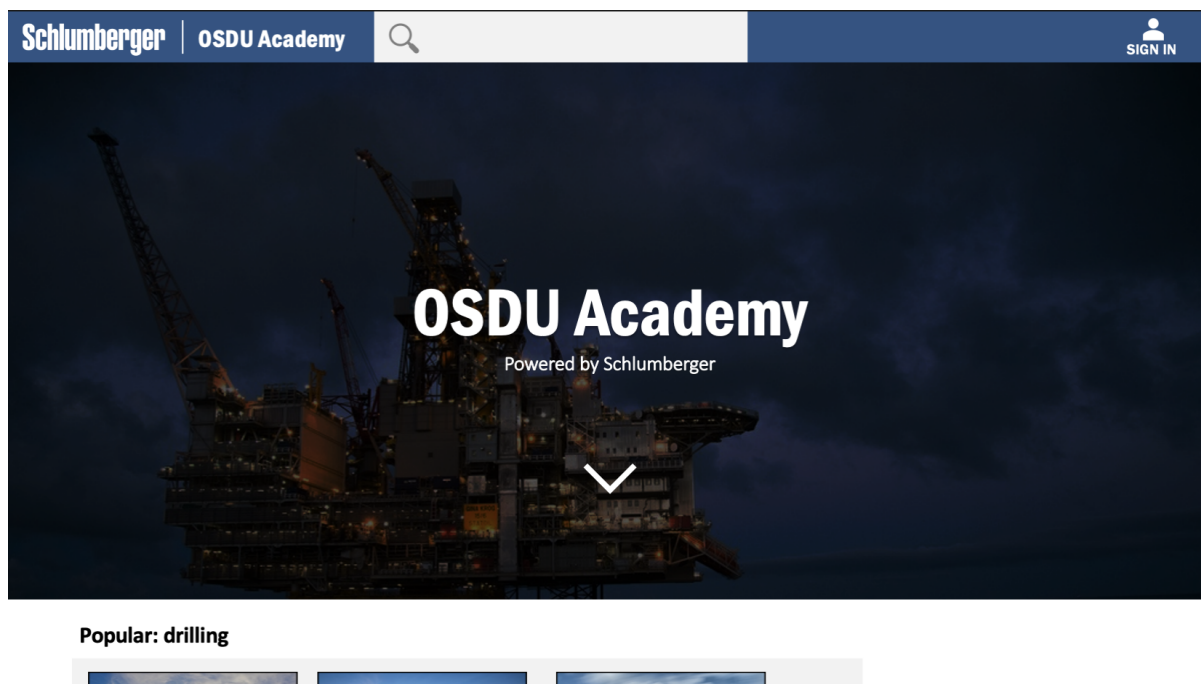 Schlumberger OSDU Academy
SIGN IN
OSDU Academy
Powered by Schlumberger
Popular: drilling